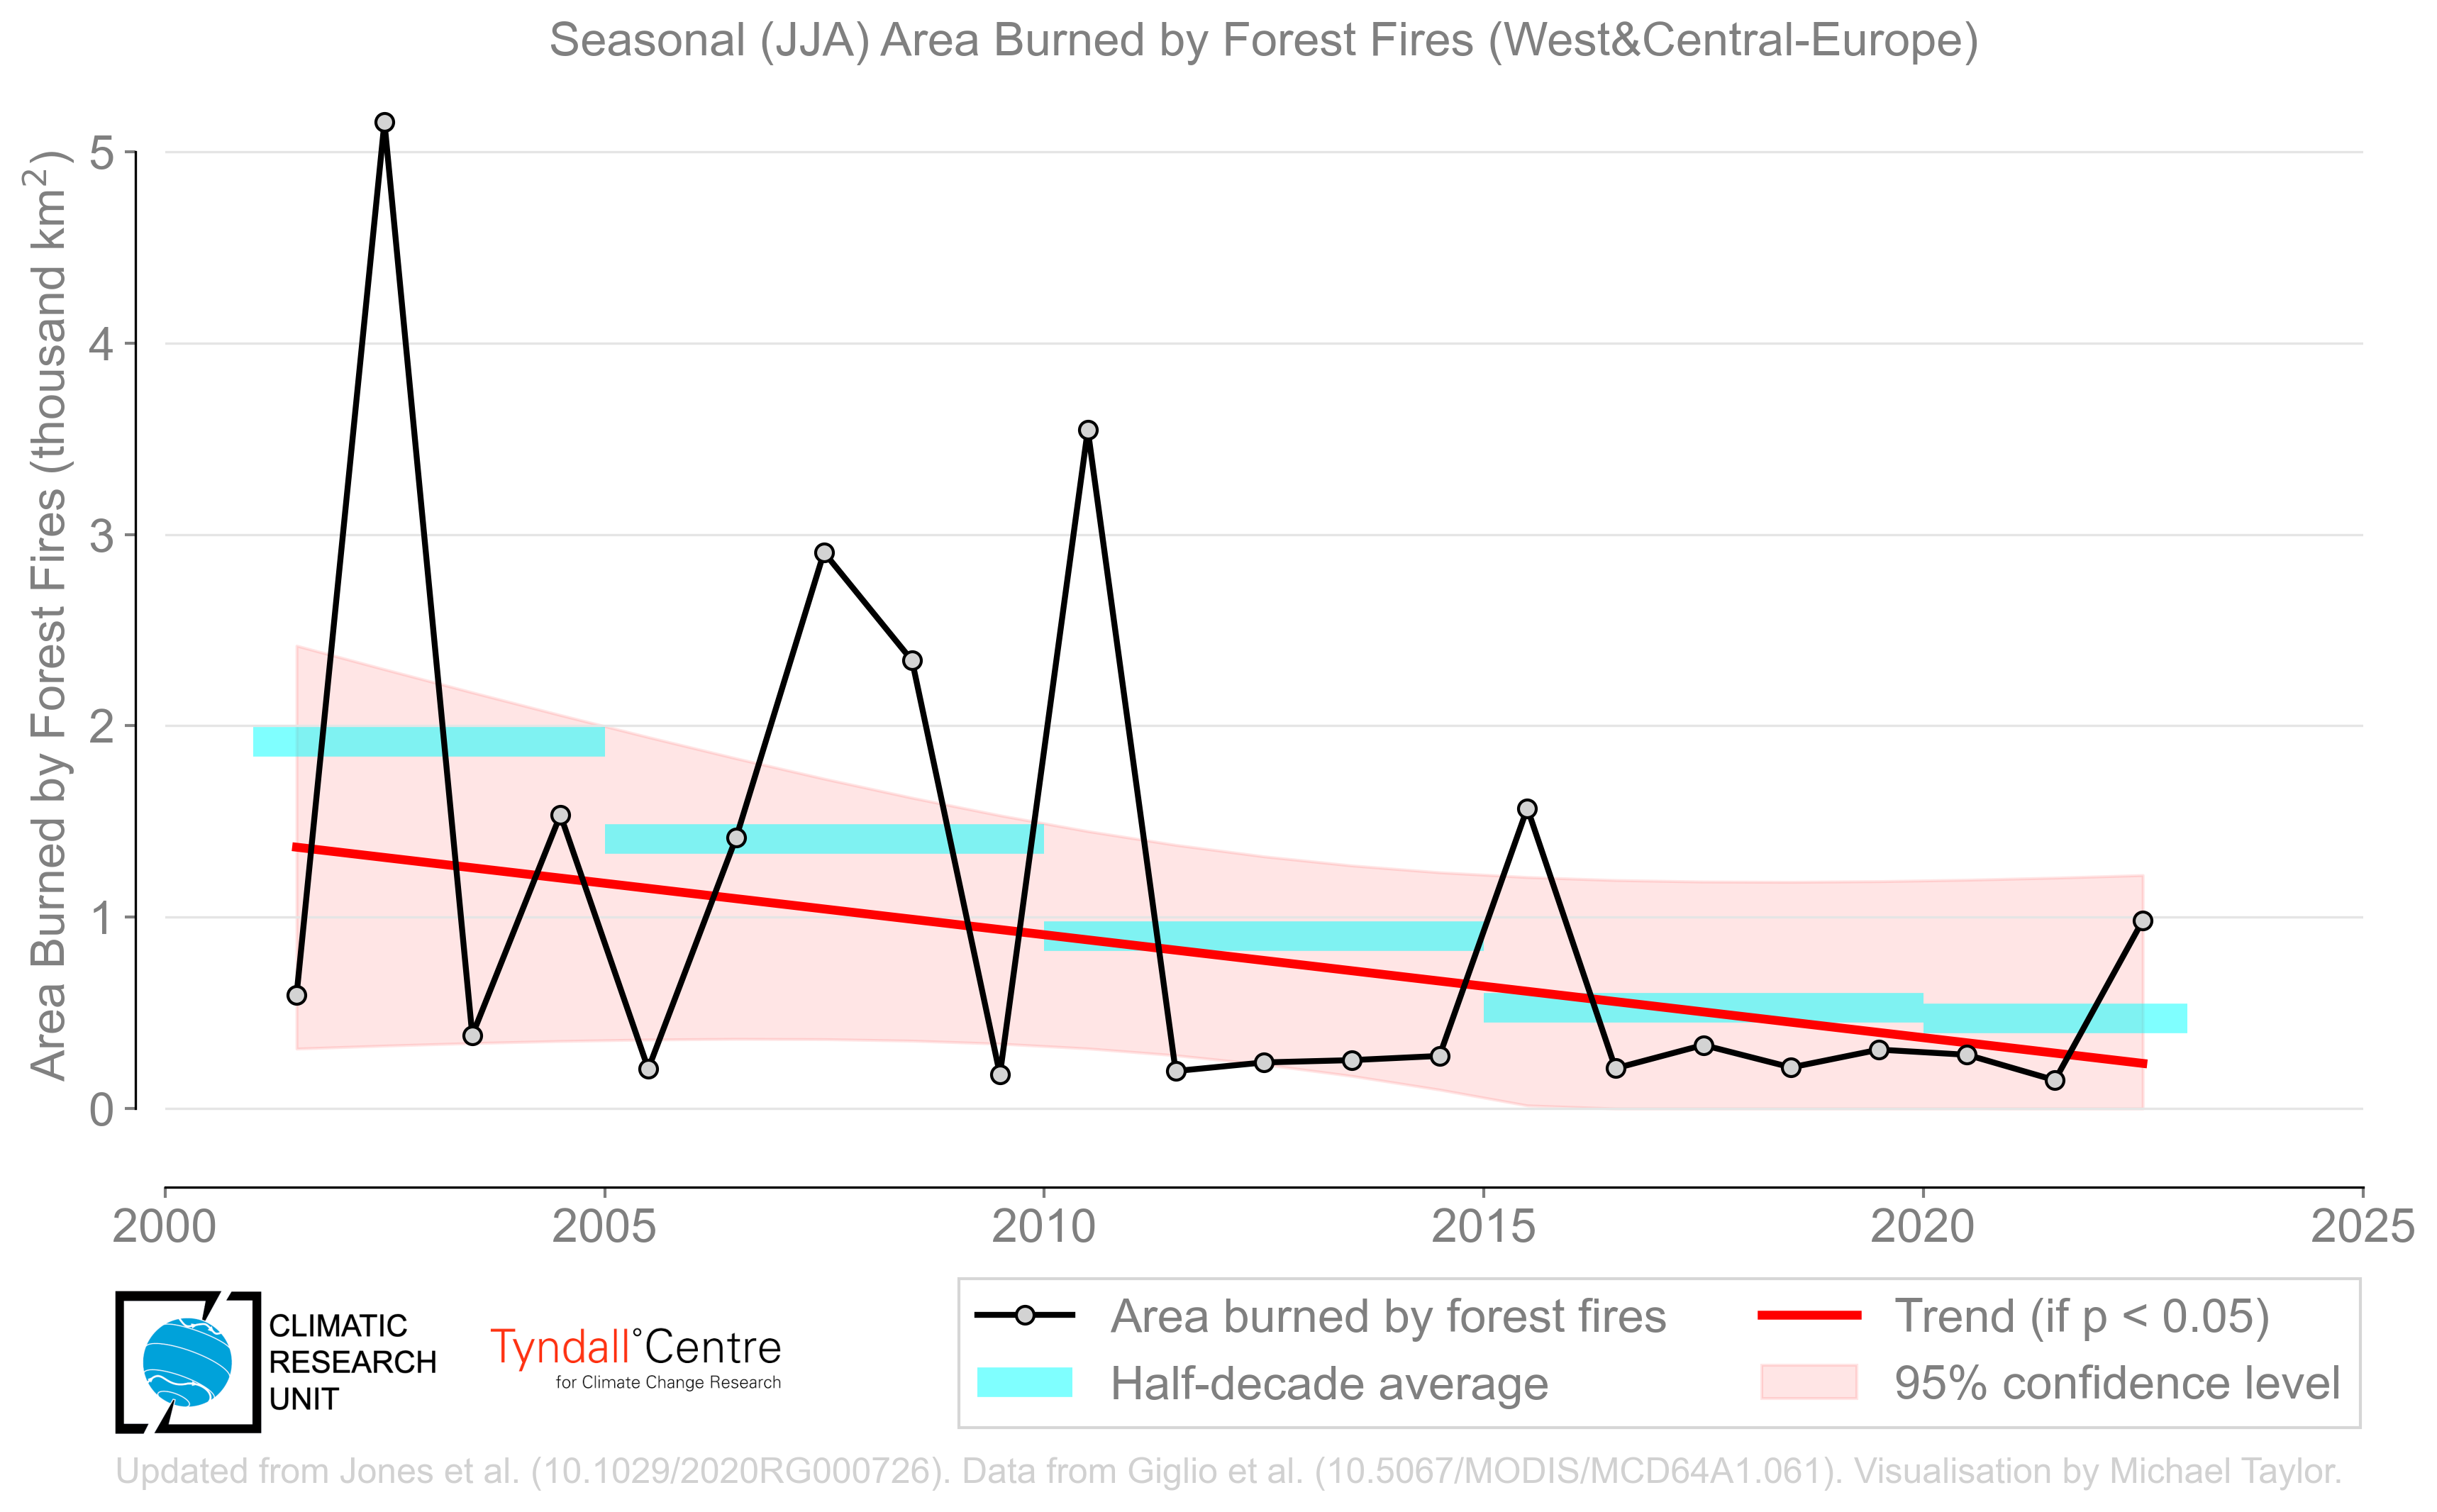 Seasonal (JJA) Area Burned by Forest Fires (West&Central-Europe)
Area Burned by Forest Fires (thousand km²)
5
4
3
2
1
0
2000 2005 2010 2015 2020 2025
CLIMATIC
RESEARCH
UNIT
Tyndall°Centre
for Climate Change Research
Area burned by forest fires
Trend (if p < 0.05)
Half-decade average
95% confidence level
Updated from Jones et al. (10.1029/2020RG000726). Data from Giglio et al. (10.5067/MODIS/MCD64A1.061). Visualisation by Michael Taylor.